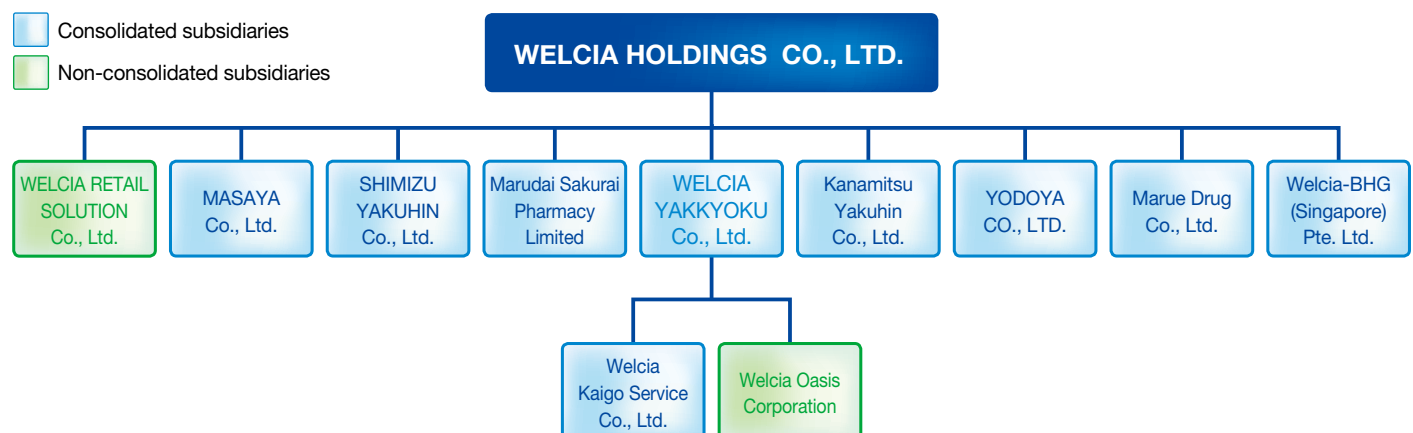 Consolidated subsidiaries
Non-consolidated subsidiaries
WELCIA HOLDINGS CO., LTD.
WELCIA RETAIL
SOLUTION
Co., Ltd.
MASAYA
Co., Ltd.
SHIMIZU
YAKUHIN
Co., Ltd.
Marudai Sakurai
Pharmacy
Limited
WELCIA
YAKKYOKU
Co., Ltd.
Kanamitsu
Yakuhin
Co., Ltd.
YODOYA
CO., LTD.
Marue Drug
Co., Ltd.
Welcia-BHG
(Singapore)
Pte. Ltd.
Welcia
Kaigo Service
Co., Ltd.
Welcia Oasis
Corporation